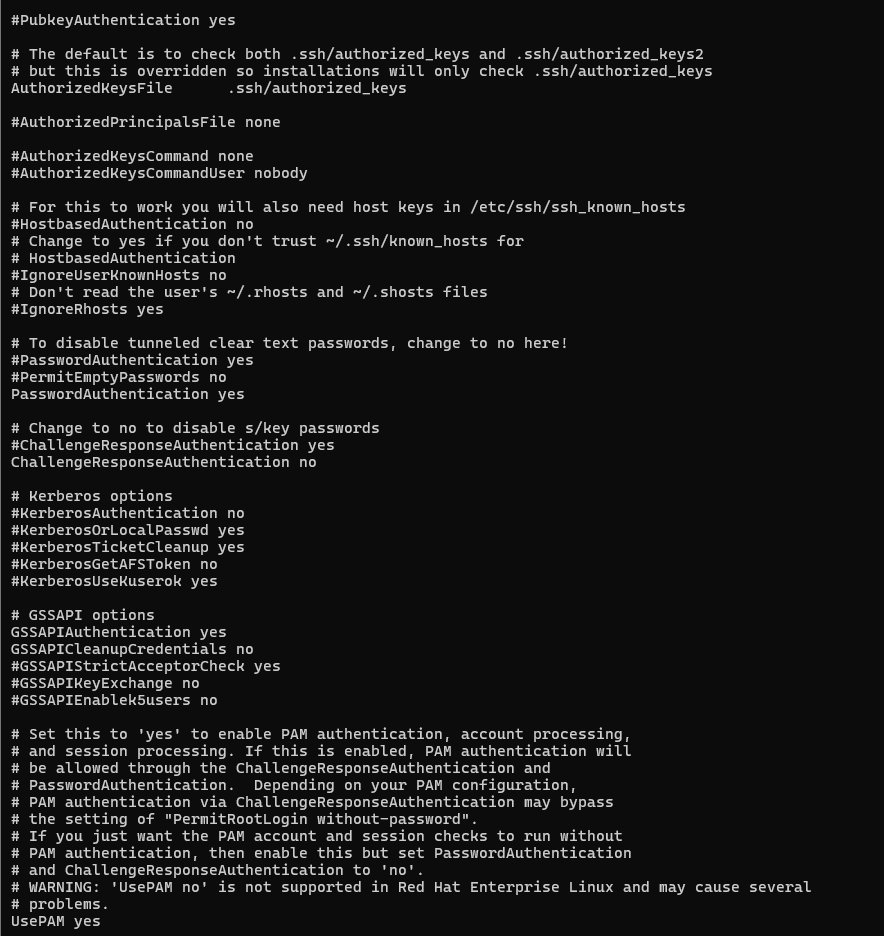 #PubkeyAuthentication yes
# The default is to check both .ssh/authorized_keys and .ssh/authorized_keys2
# but this is overridden so installations will only check .ssh/authorized_keys
AuthorizedKeysFile      .ssh/authorized_keys
#AuthorizedPrincipalsFile none
#AuthorizedKeysCommand none
#AuthorizedKeysCommandUser nobody
# For this to work you will also need host keys in /etc/ssh/ssh_known_hosts
#HostbasedAuthentication no
# Change to yes if you don't trust ~/.ssh/known_hosts for
# HostbasedAuthentication
#IgnoreUserKnownHosts no
# Don't read the user's ~/.rhosts and ~/.shosts files
#IgnoreRhosts yes
# To disable tunneled clear text passwords, change to no here!
#PasswordAuthentication yes
#PermitEmptyPasswords no
PasswordAuthentication yes
# Change to no to disable s/key passwords
#ChallengeResponseAuthentication yes
ChallengeResponseAuthentication no
# Kerberos options
#KerberosAuthentication no
#KerberosOrLocalPasswd yes
#KerberosTicketCleanup yes
#KerberosGetAFSToken no
#KerberosUseKuserok yes
# GSSAPI options
GSSAPIAuthentication yes
GSSAPICleanupCredentials no
#GSSAPIStrictAcceptorCheck yes
#GSSAPIKeyExchange no
#GSSAPIEnablek5users no
# Set this to 'yes' to enable PAM authentication, account processing,
# and session processing. If this is enabled, PAM authentication will
# be allowed through the ChallengeResponseAuthentication and
# PasswordAuthentication.  Depending on your PAM configuration,
# PAM authentication via ChallengeResponseAuthentication may bypass
# the setting of "PermitRootLogin without-password".
# If you just want the PAM account and session checks to run without
# PAM authentication, then enable this but set PasswordAuthentication
# and ChallengeResponseAuthentication to 'no'.
# WARNING: 'UsePAM no' is not supported in Red Hat Enterprise Linux and may cause several
# problems.
UsePAM yes